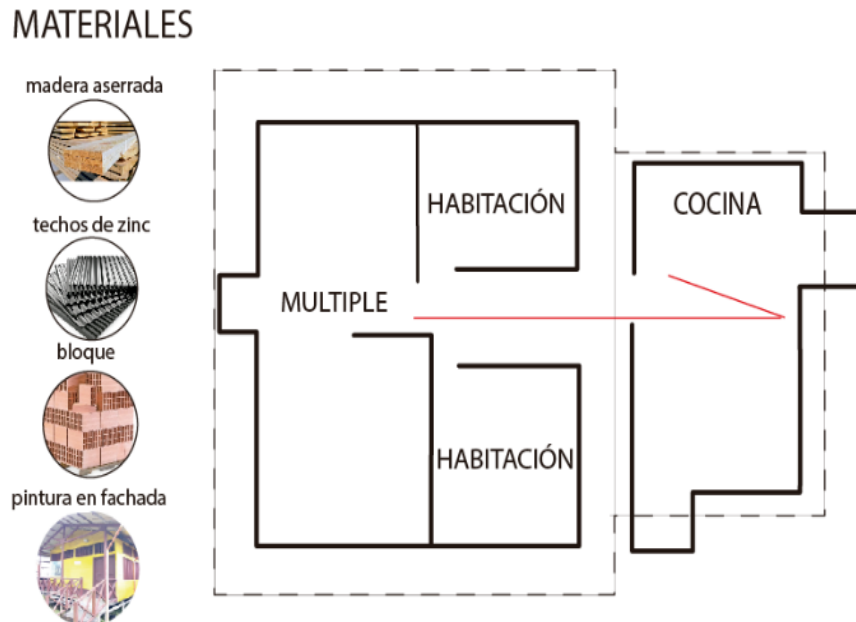 MATERIALES
madera aserrada
techos de zinc
bloque
pintura en fachada
HABITACIÓN
COCINA
MULTIPLE
HABITACIÓN